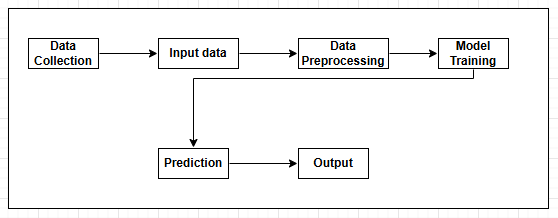 Data
Collection
Input data
Data
Preprocessing
Model
Training
Prediction
Output